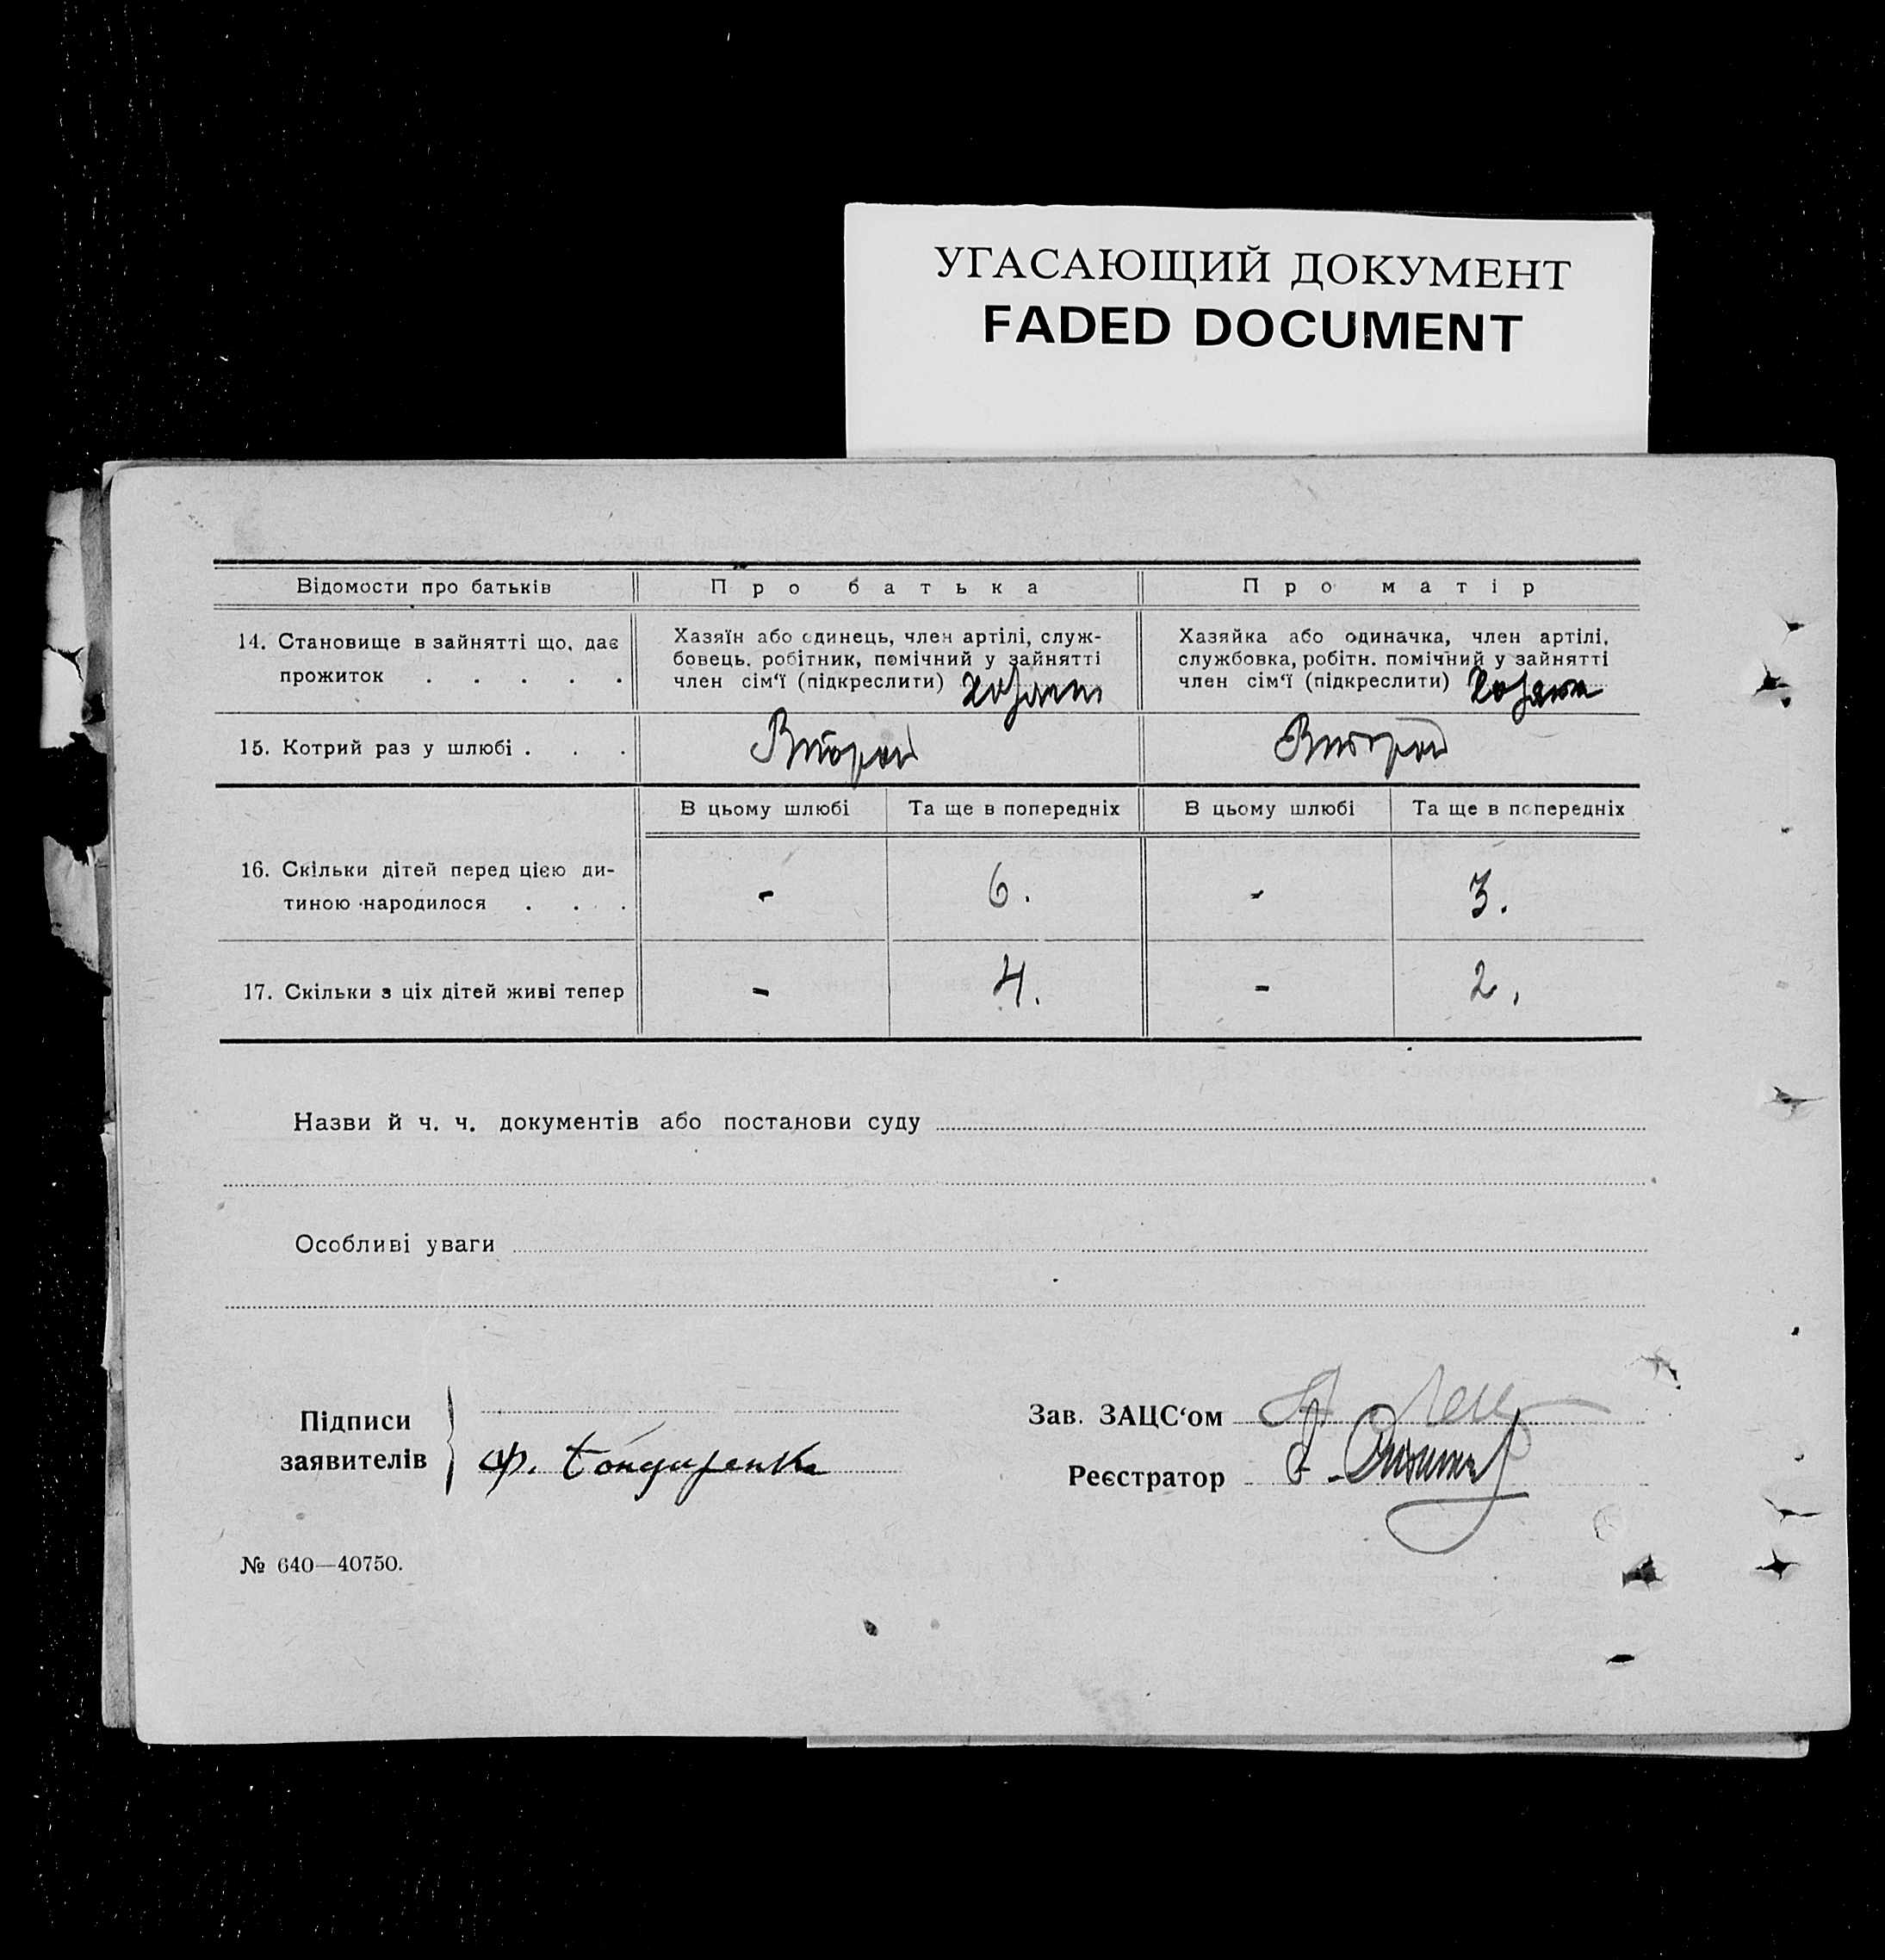 УГАСАЮЩИЙ ДОКУМЕНТ
FADED DOCUMENT
Відомости про батьків Про батька Про матір
14. Становище в зайнятті що, дає прожиток . . . . .
Хазяїн або одинець, член артілі, служ-
бовець, робітник, помічний у зайнятті
член сім‘ї (підкреслити)
Хазяйка або одиначка, член артілі,
службовка, робітн. помічний у зайнятті
член сім‘ї (підкреслити)
15. Котрий раз у шлюбі . . . Второй Второй
В цьому шлюбі Та ще в попередніх В цьому шлюбі Та ще в попередніх
16. Скільки дітей перед цією ди-
тиною народилося . . . - 6. - 3.
17. Скільки з ціх дітей живі тепер - 4. - 2.
Назви й ч. ч. документів або постанови суду
Особливі уваги
Підписи
заявителів
Ф. Бондаренко
Зав. ЗАЦС‘ом
Реєстратор
№ 640—40750.